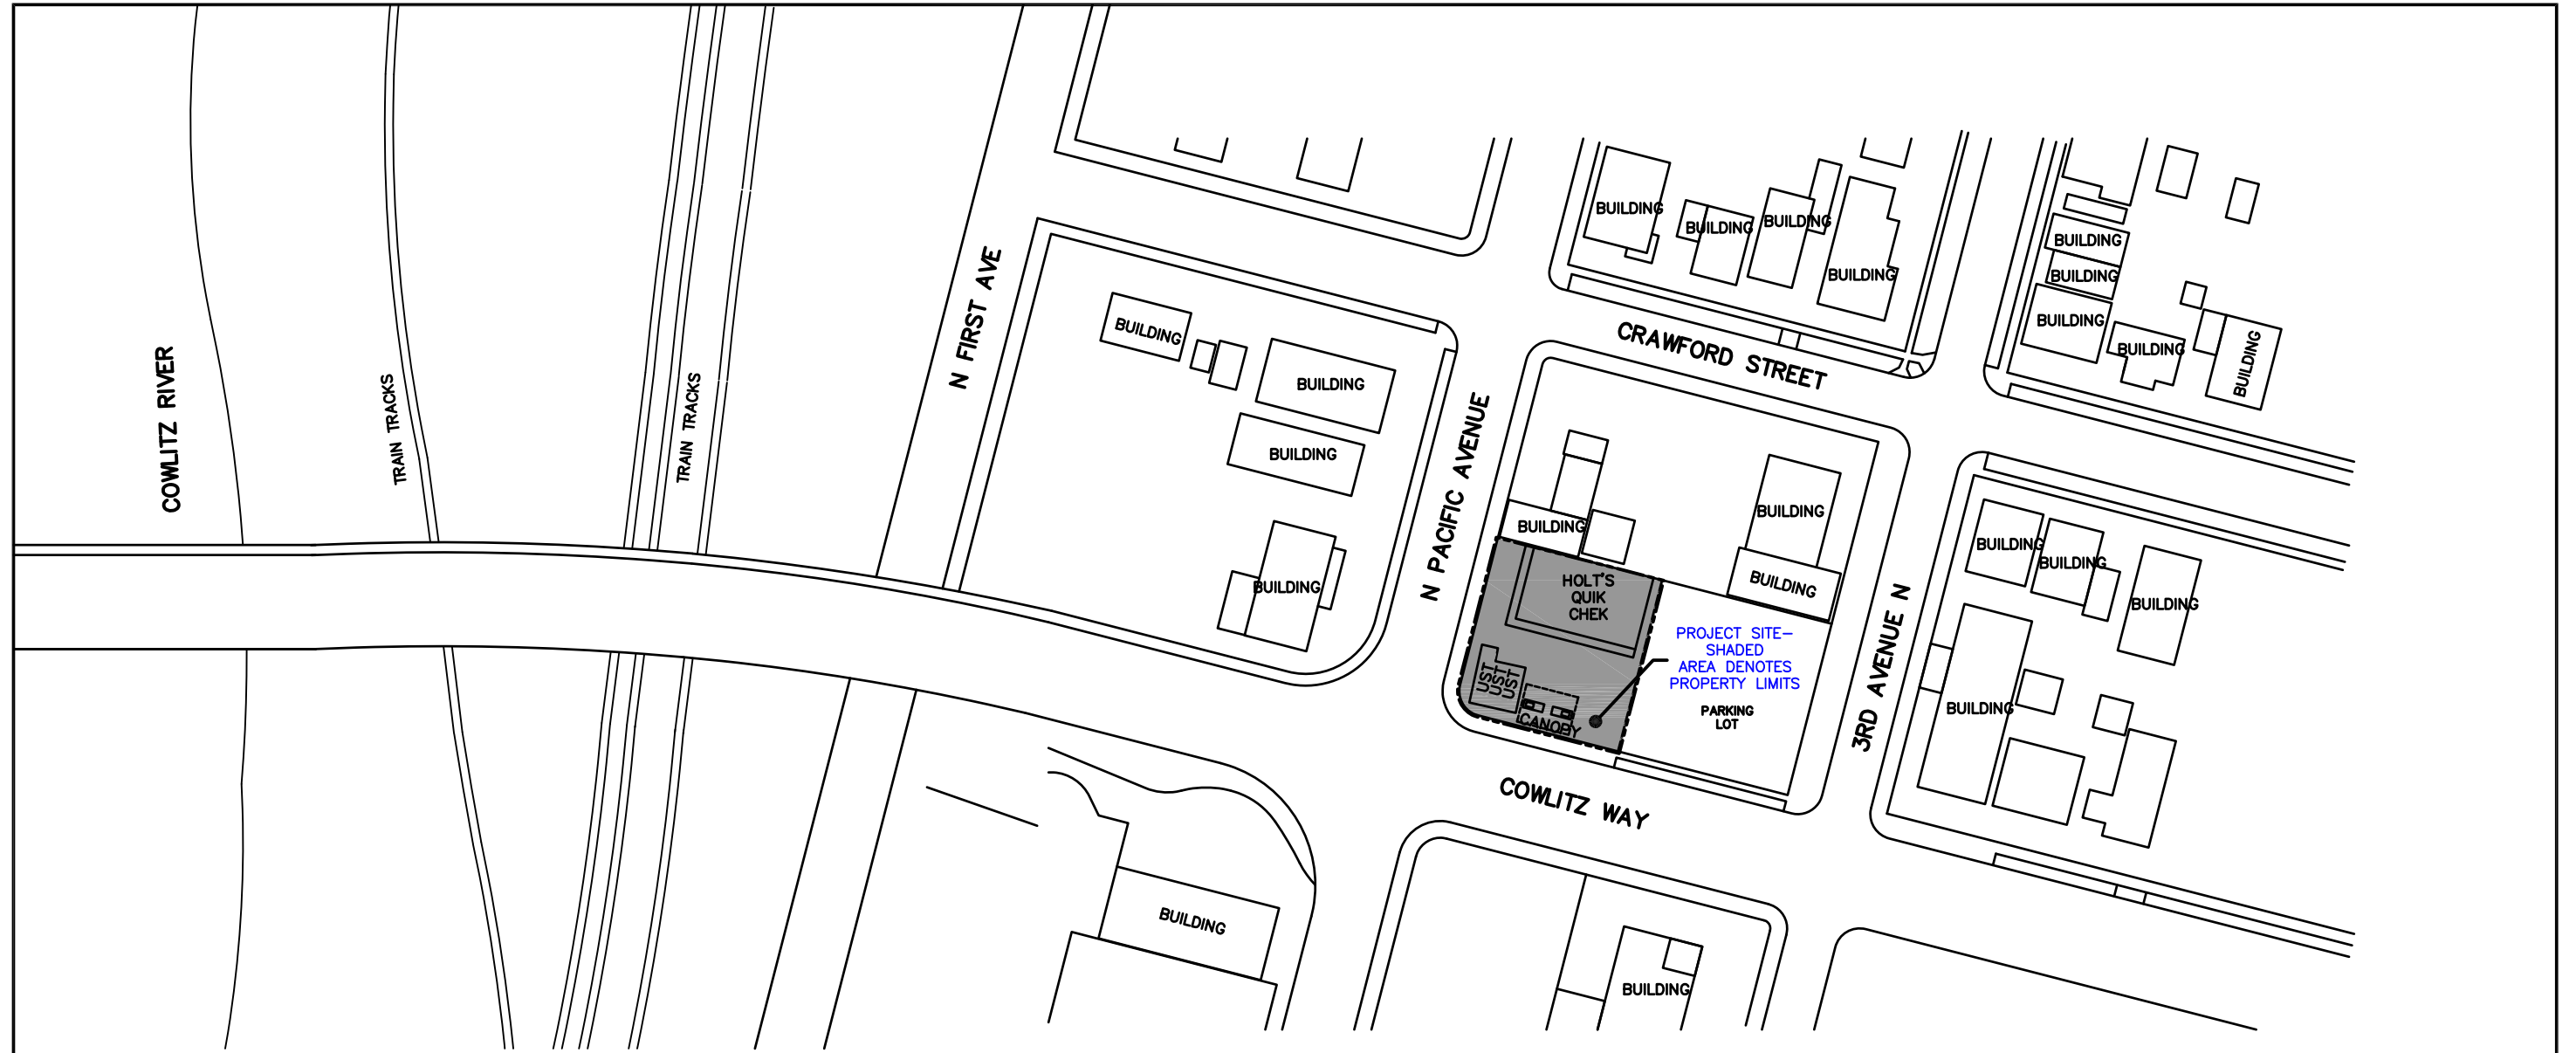 BUILDING
BUILDING
BUILDING
BUILDING
BUILDING
BUILDING
BUILDING
BUILDING
BUILDING
N FIRST AVE
CRAWFORD STREET
BUILDING
BUILDING
BUILDING
COWLITZ RIVER
TRAIN TRACKS
TRAIN TRACKS
BUILDING
N PACIFIC AVENUE
BUILDING
BUILDING
BUILDING
BUILDING
BUILDING
BUILDING
BUILDING
BUILDING
HOLT'S
QUIK
CHEK
3RD AVENUE N
PROJECT SITE-
SHADED
AREA DENOTES
PROPERTY LIMITS
UST
UST
UST
CANOPY
PARKING
LOT
BUILDING
COWLITZ WAY
BUILDING
BUILDING